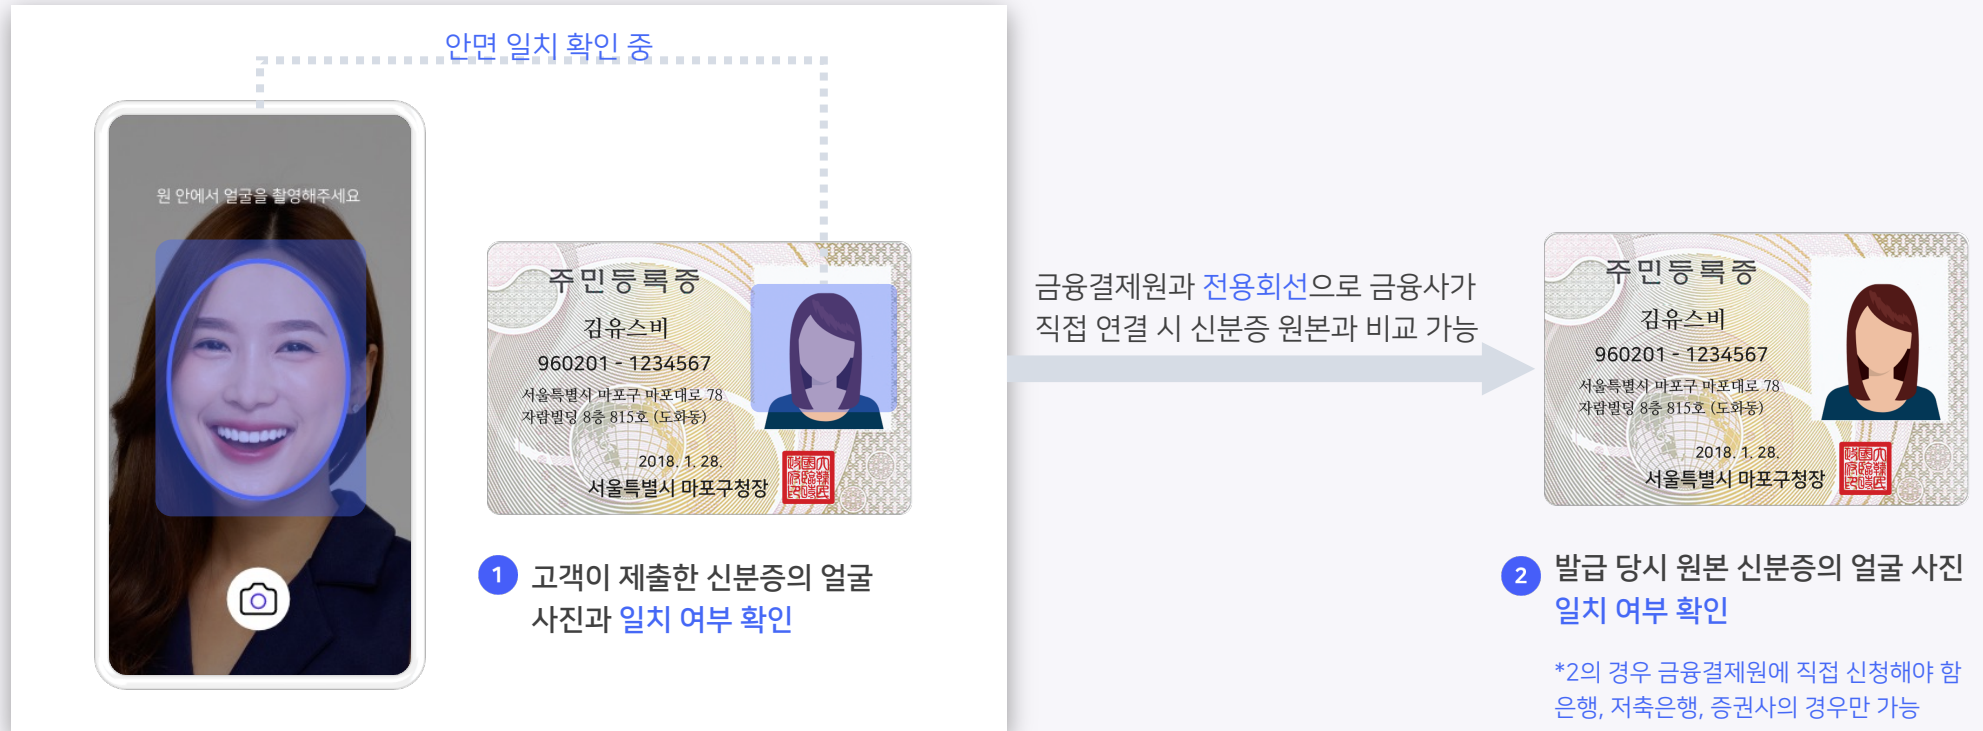 안면 일치 확인 중
원 안에서 얼굴을 촬영해주세요
주민등록증
김유스비
960201 - 1234567
서울특별시 마포구 마포대로 78
자람빌딩 8층 815호 (도화동)
2018. 1. 28.
서울특별시 마포구청장
1 고객이 제출한 신분증의 얼굴
사진과 일치 여부 확인
금융결제원과 전용회선으로 금융사가
직접 연결 시 신분증 원본과 비교 가능
주민등록증
김유스비
960201 - 1234567
서울특별시 마포구 마포대로 78
자람빌딩 8층 815호 (도화동)
2018. 1. 28.
서울특별시 마포구청장
2 발급 당시 원본 신분증의 얼굴 사진
일치 여부 확인
*2의 경우 금융결제원에 직접 신청해야 함
은행, 저축은행, 증권사의 경우만 가능